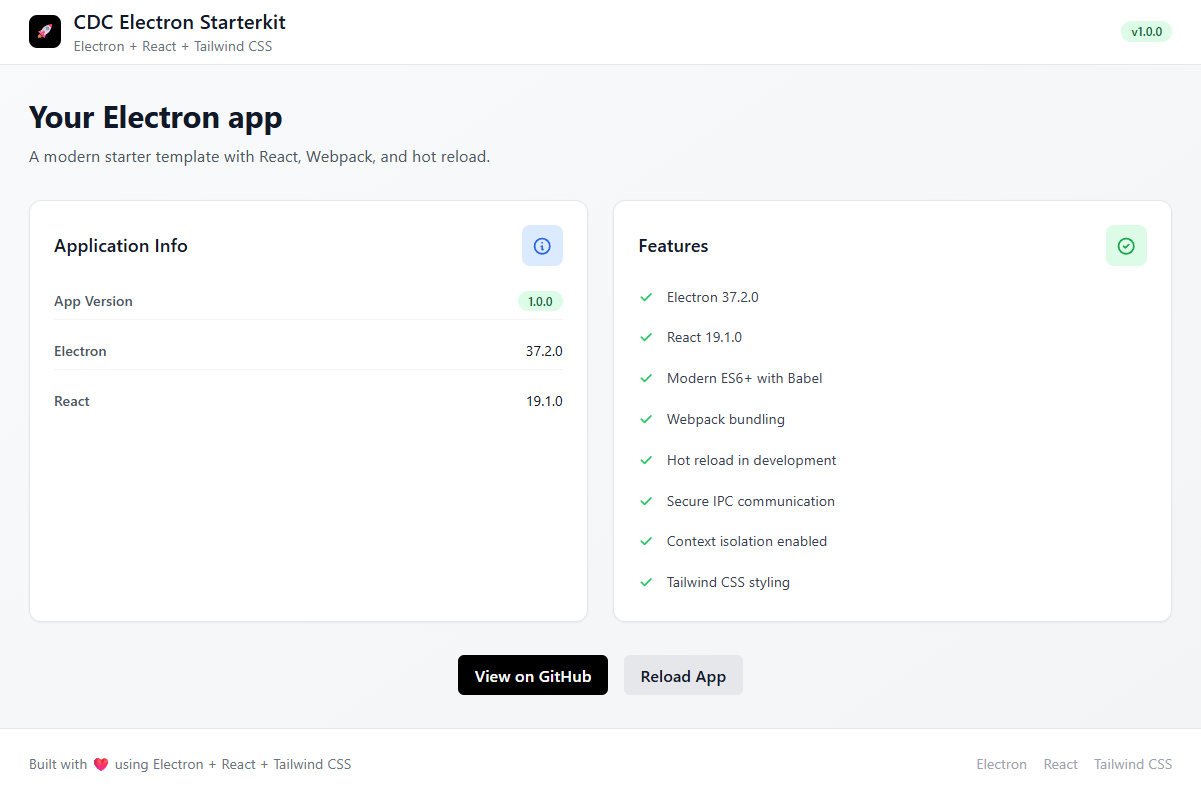 CDC Electron Starterkit
Electron + React + Tailwind CSS
v1.0.0
Your Electron app
A modern starter template with React, Webpack, and hot reload.
Application Info
App Version 1.0.0
Electron 37.2.0
React 19.1.0
Features
Electron 37.2.0
React 19.1.0
Modern ES6+ with Babel
Webpack bundling
Hot reload in development
Secure IPC communication
Context isolation enabled
Tailwind CSS styling
View on GitHub
Reload App
Built with ❤️ using Electron + React + Tailwind CSS
Electron React Tailwind CSS